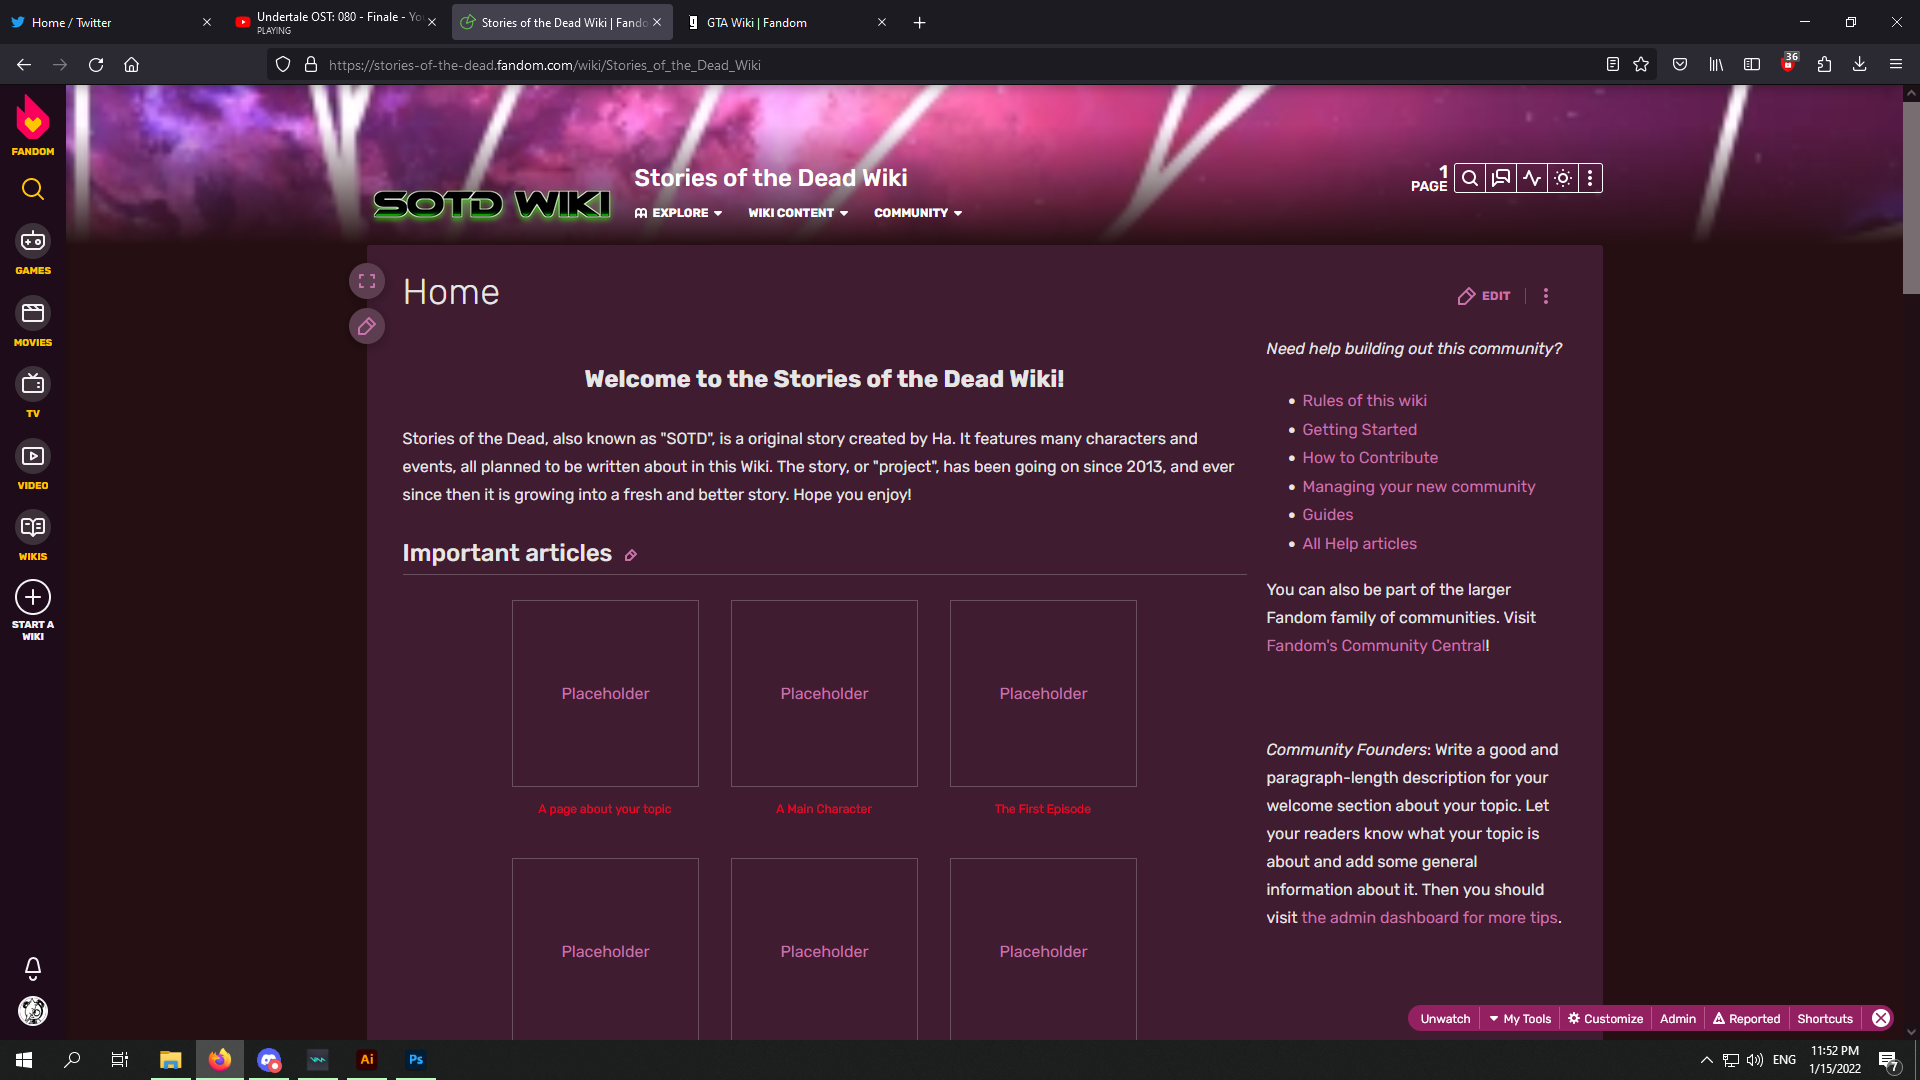 Home / Twitter
Undertale OST: 080 - Finale - Yo
PLAYING
Stories of the Dead Wiki | Fando
GTA Wiki | Fandom
https://stories-of-the-dead.fandom.com/wiki/Stories_of_the_Dead_Wiki
36
FANDOM
GAMES
MOVIES
TV
VIDEO
WIKIS
START A
WIKI
SOTD WIKI
Stories of the Dead Wiki
EXPLORE
WIKI CONTENT
COMMUNITY
1
PAGE
Home
EDIT
Welcome to the Stories of the Dead Wiki!
Stories of the Dead, also known as "SOTD", is a original story created by Ha. It features many characters and
events, all planned to be written about in this Wiki. The story, or "project", has been going on since 2013, and ever
since then it is growing into a fresh and better story. Hope you enjoy!
Important articles
Placeholder
Placeholder
Placeholder
A page about your topic
A Main Character
The First Episode
Placeholder
Placeholder
Placeholder
Need help building out this community?
Rules of this wiki
Getting Started
How to Contribute
Managing your new community
Guides
All Help articles
You can also be part of the larger
Fandom family of communities. Visit
Fandom's Community Central!
Community Founders: Write a good and
paragraph-length description for your
welcome section about your topic. Let
your readers know what your topic is
about and add some general
information about it. Then you should
visit the admin dashboard for more tips.
Unwatch
My Tools
Customize
Admin
Reported
Shortcuts
Ai
Ps
ENG
11:52 PM
1/15/2022
7